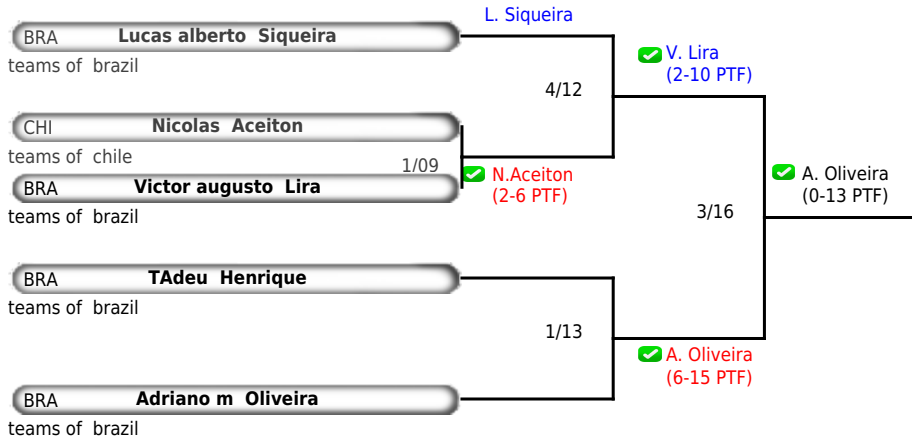 L. Siqueira
BRA Lucas alberto Siqueira
teams of brazil
V. Lira
(2-10 PTF)
4/12
CHI Nicolas Aceiton
teams of chile
1/09
N.Aceiton
(2-6 PTF)
BRA Victor augusto Lira
teams of brazil
A. Oliveira
(0-13 PTF)
3/16
BRA TAdeu Henrique
teams of brazil
1/13
A. Oliveira
(6-15 PTF)
BRA Adriano m Oliveira
teams of brazil